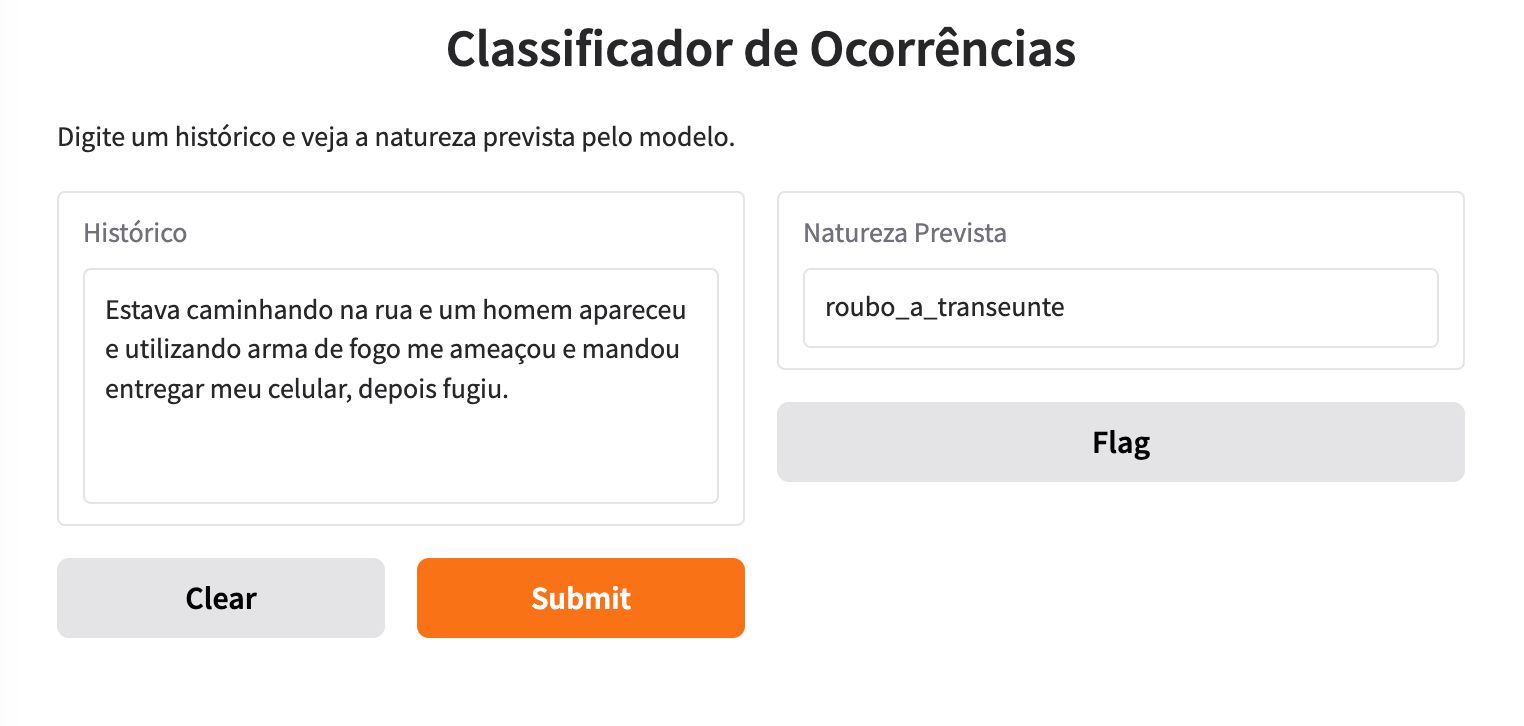 Classificador de Ocorrências
Digite um histórico e veja a natureza prevista pelo modelo.
Histórico
Estava caminhando na rua e um homem apareceu
e utilizando arma de fogo me ameaçou e mandou
entregar meu celular, depois fugiu.
Clear
Submit
Natureza Prevista
roubo_a_transeunte
Flag